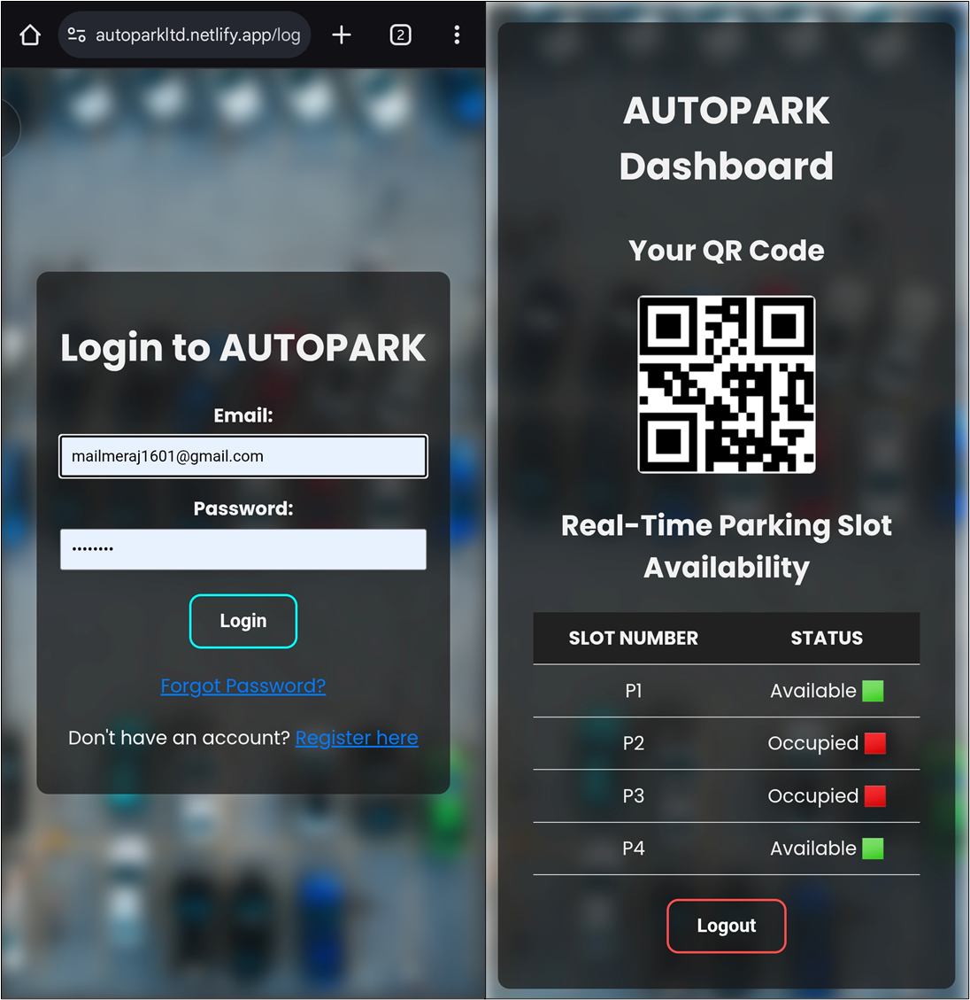 autoparkltd.netlify.app/log
2
Login to AUTOPARK
Email:
mailmeraj1601@gmail.com
Password:
••••••••
Login
Forgot Password?
Don't have an account? Register here
AUTOPARK
Dashboard
Your QR Code
Real-Time Parking Slot
Availability
SLOT NUMBER STATUS
P1 Available
P2 Occupied
P3 Occupied
P4 Available
Logout